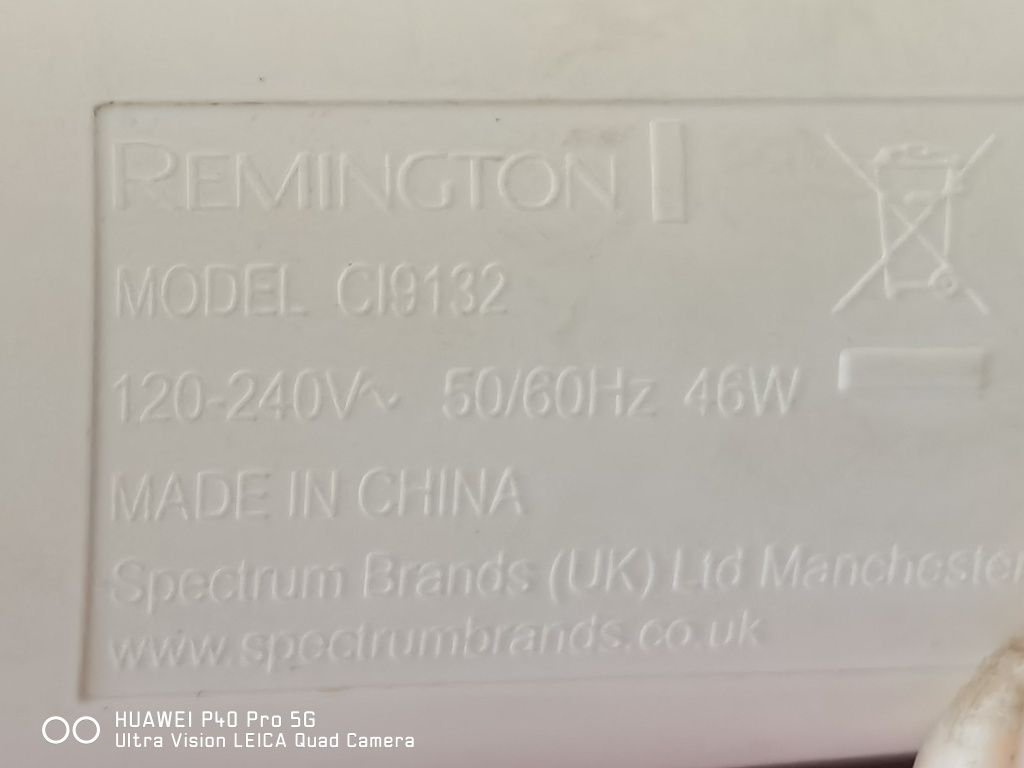 REMINGTON
MODEL CI9132
120-240V~ 50/60Hz 46W
MADE IN CHINA
Spectrum Brands (UK) Ltd Manchester
www.spectrumbrands.co.uk
HUAWEI P40 Pro 5G
Ultra Vision LEICA Quad Camera